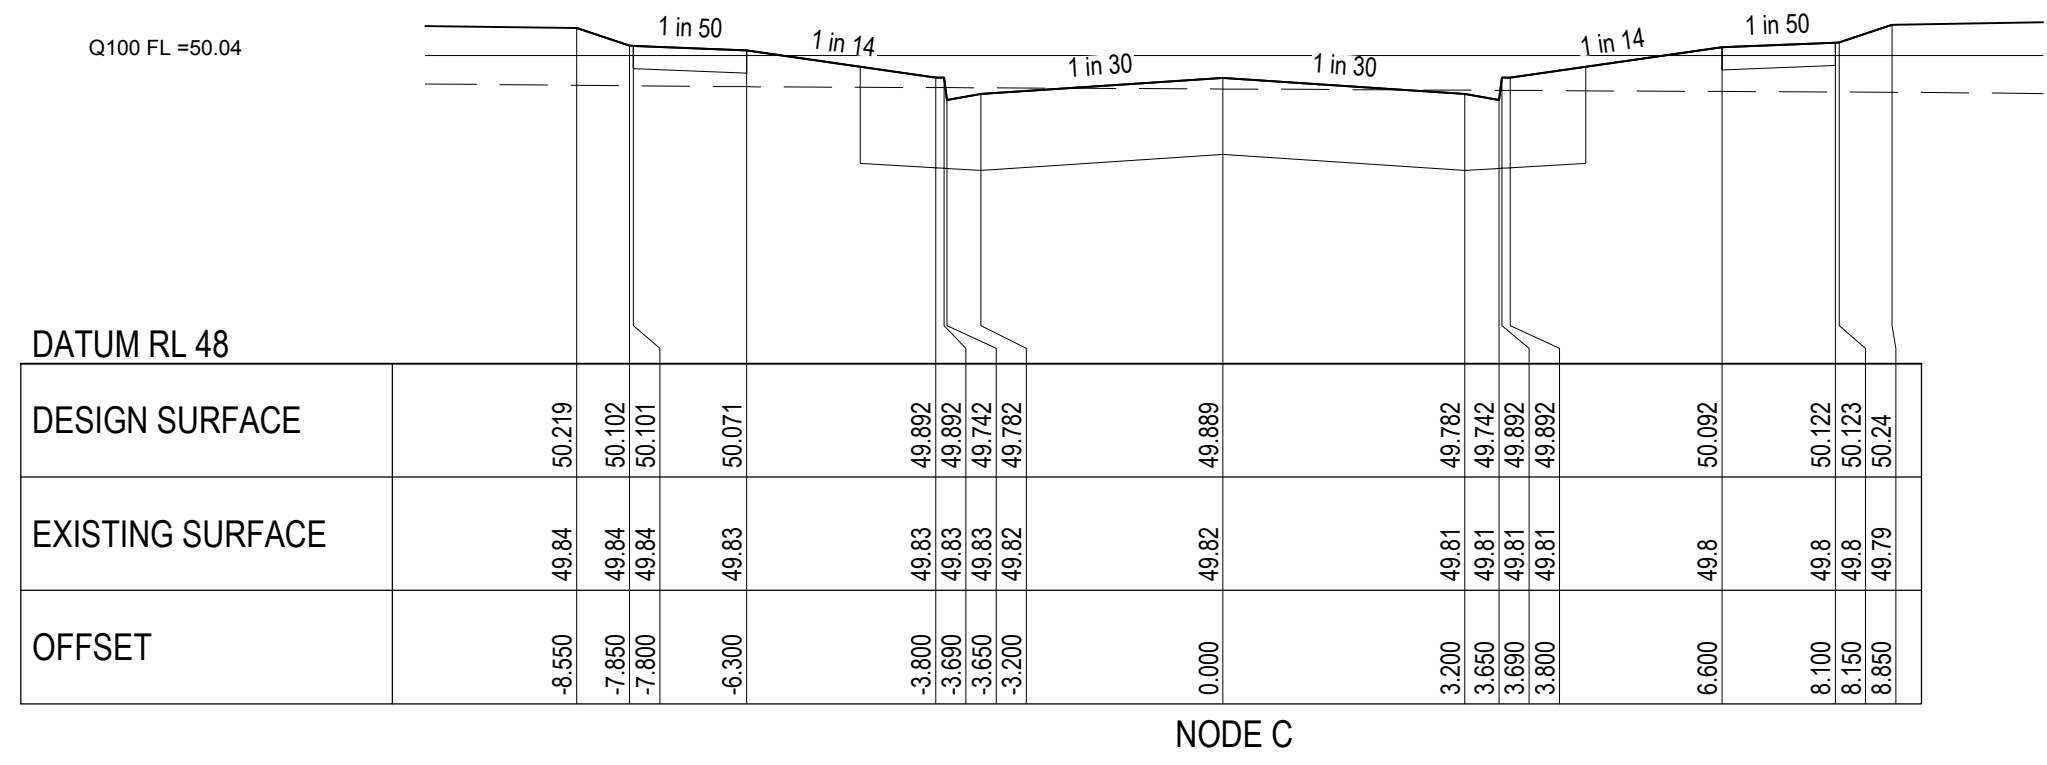 1 in 50
1 in 50
Q100 FL =50.04
1 in 14
1 in 14
1 in 30
1 in 30
DATUM RL 48
DESIGN SURFACE 50.219 50.102 50.101 50.071 49.892 49.892 49.742 49.782 49.889 49.782 49.742 49.892 49.892 50.092 50.122 50.123 50.24
EXISTING SURFACE 49.84 49.84 49.84 49.83 49.83 49.83 49.83 49.82 49.82 49.81 49.81 49.81 49.81 49.8 49.8 49.8 49.79
OFFSET -8.550 -7.850 -7.800 -6.300 -3.800 -3.690 -3.650 -3.200 0.000 3.200 3.650 3.690 3.800 6.600 8.100 8.150 8.850
NODE C